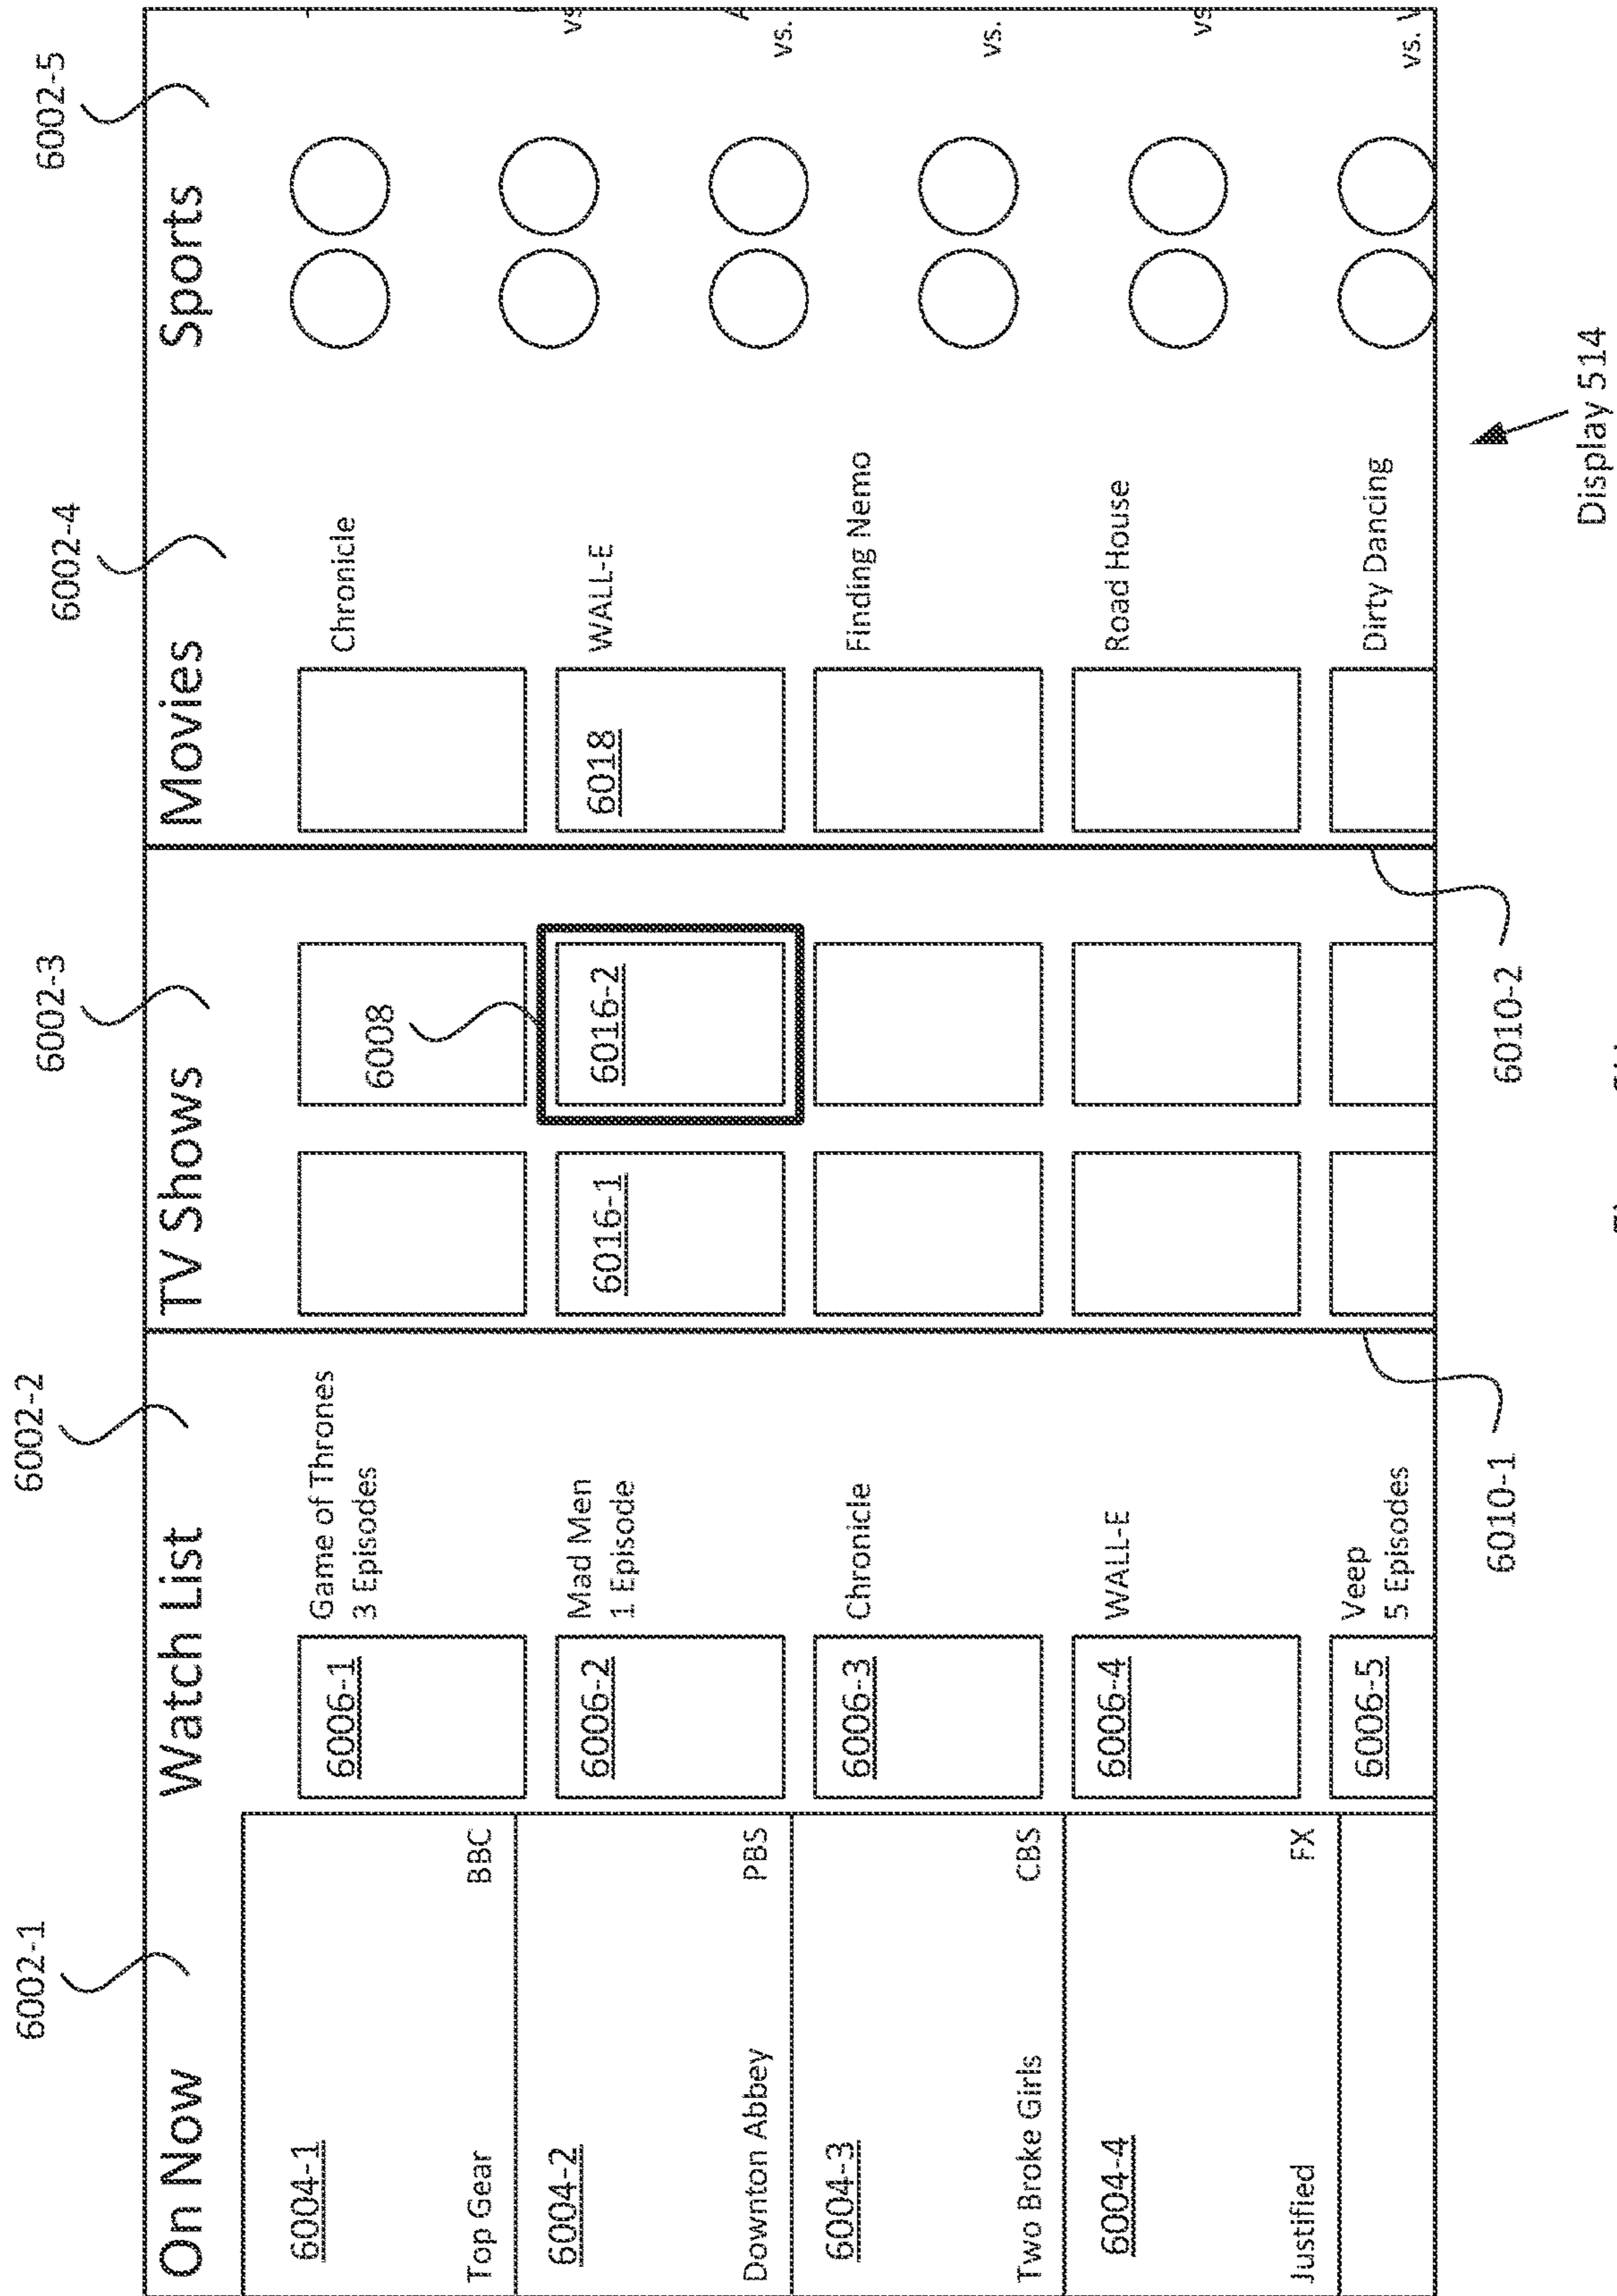 6002-1
6002-2
6002-3
6002-4
6002-5
On Now
Watch List
TV Shows
Movies
Sports
6004-1
Top Gear
BBC
6004-2
Downton Abbey
PBS
6004-3
Two Broke Girls
CBS
6004-4
Justified
FX
6006-1
Game of Thrones
3 Episodes
6006-2
Mad Men
1 Episode
6006-3
Chronicle
6006-4
WALL-E
6006-5
Veep
5 Episodes
6008
6016-1
6016-2
Chronicle
6018
WALL-E
Finding Nemo
Road House
Dirty Dancing
vs
vs.
vs.
vs
vs.
6010-1
6010-2
Display 514